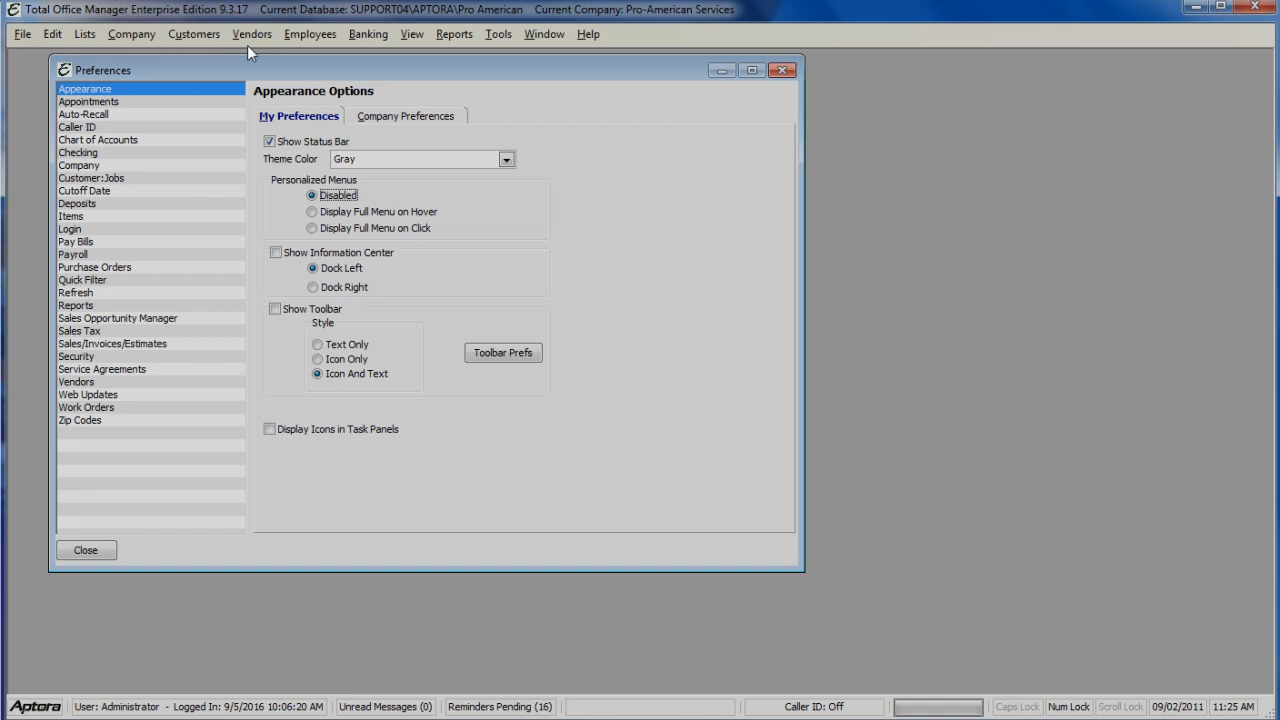 Total Office Manager Enterprise Edition 9.3.17 Current Database: SUPPORT04\APTORA\Pro American Current Company: Pro-American Services
File Edit Lists Company Customers Vendors Employees Banking View Reports Tools Window Help
Preferences
Appearance
Appointments
Auto-Recall
Caller ID
Chart of Accounts
Checking
Company
Customer:Jobs
Cutoff Date
Deposits
Items
Login
Pay Bills
Payroll
Purchase Orders
Quick Filter
Refresh
Reports
Sales Opportunity Manager
Sales Tax
Sales/Invoices/Estimates
Security
Service Agreements
Vendors
Web Updates
Work Orders
Zip Codes
Close
Appearance Options
My Preferences Company Preferences
Show Status Bar
Theme Color Gray
Personalized Menus
Disabled
Display Full Menu on Hover
Display Full Menu on Click
Show Information Center
Dock Left
Dock Right
Show Toolbar
Style
Text Only
Icon Only
Icon And Text
Toolbar Prefs
Display Icons in Task Panels
Aptora User: Administrator - Logged In: 9/5/2016 10:06:20 AM Unread Messages (0) Reminders Pending (16) Caller ID: Off Caps Lock Num Lock Scroll Lock 09/02/2011 11:25 AM